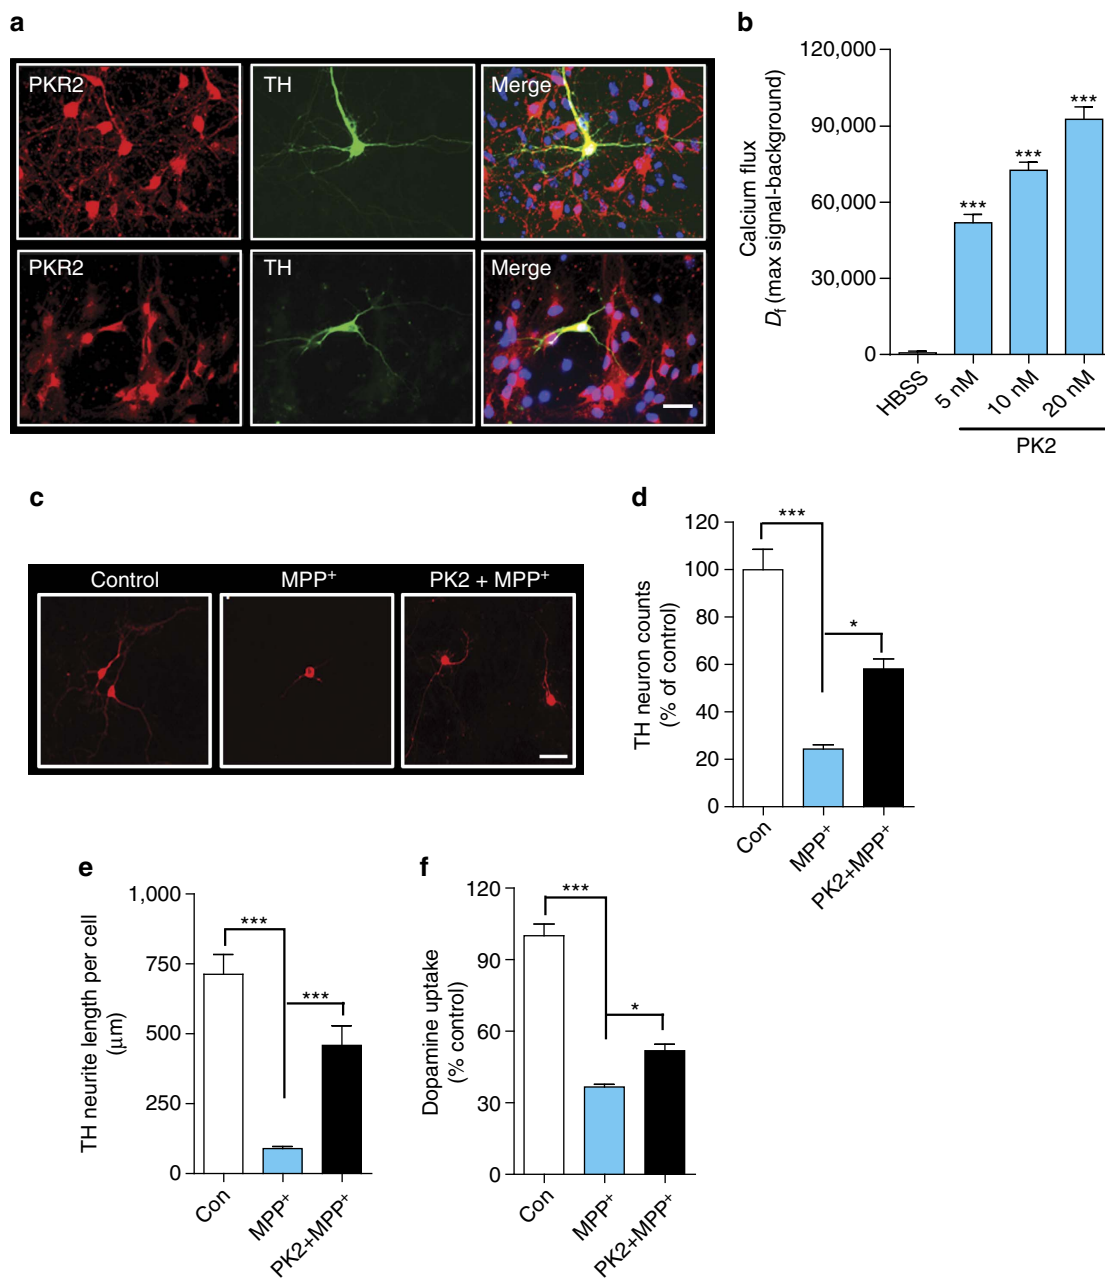 a
PKR2
TH
Merge
PKR2
TH
Merge
b
120,000
90,000
60,000
30,000
0
Calcium flux
Df (max signal-background)
***
***
***
HBSS
5 nM
10 nM
20 nM
PK2
c
Control
MPP+
PK2 + MPP+
d
120
100
80
60
40
20
0
TH neuron counts
(% of control)
***
*
Con
MPP+
PK2+MPP+
e
1,000
750
500
250
0
TH neurite length per cell
(μm)
***
***
Con
MPP+
PK2+MPP+
f
120
90
60
30
0
Dopamine uptake
(% control)
***
*
Con
MPP+
PK2+MPP+